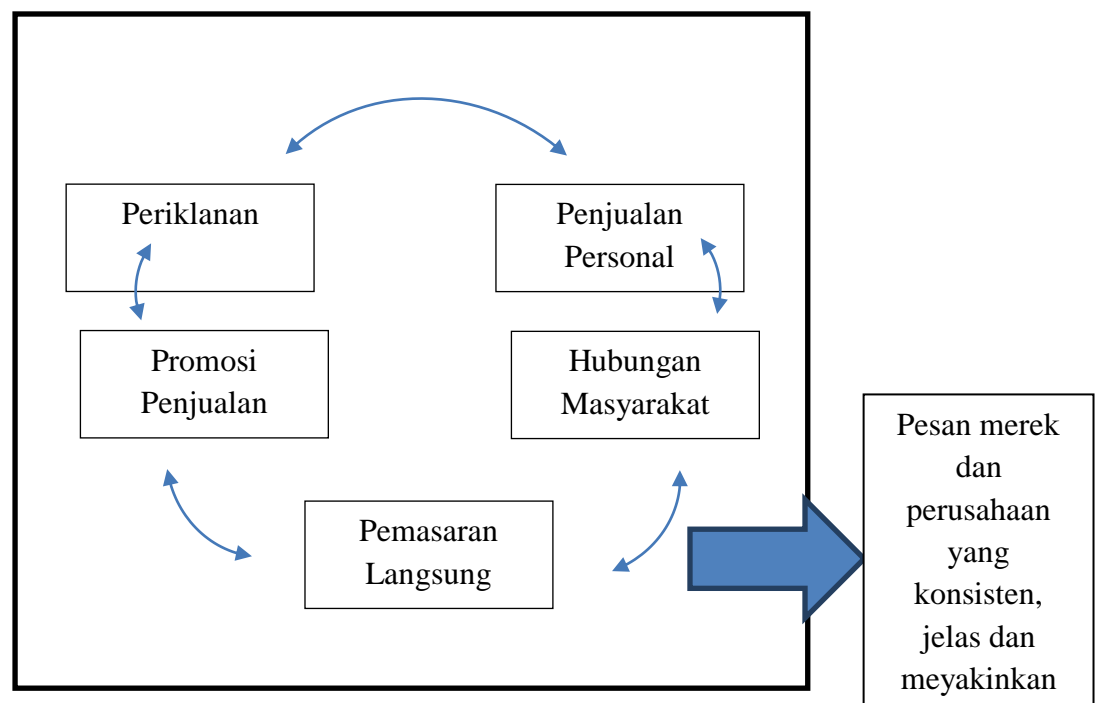 Periklanan
Penjualan
Personal
Promosi
Penjualan
Hubungan
Masyarakat
Pemasaran
Langsung
Pesan merek
dan
perusahaan
yang
konsisten,
jelas dan
meyakinkan